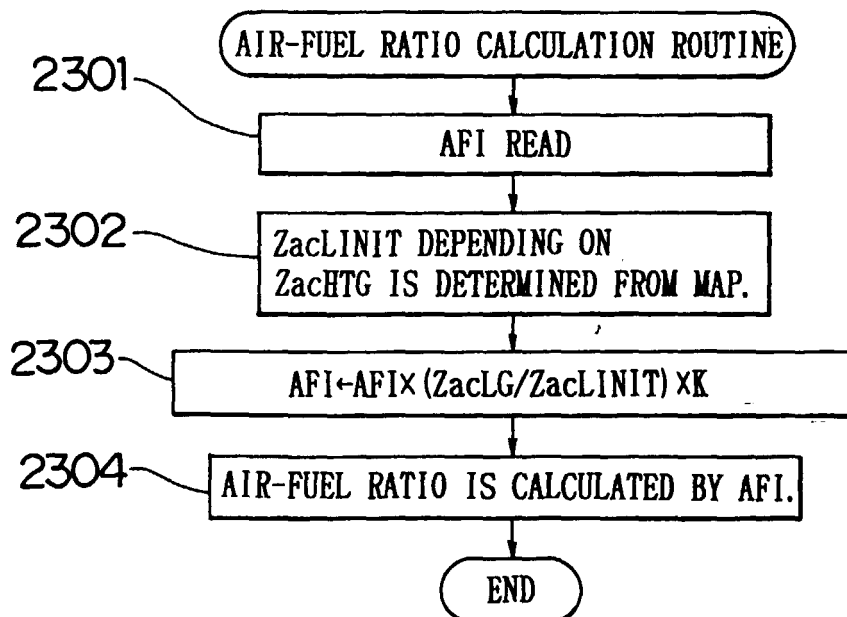 AIR-FUEL RATIO CALCULATION ROUTINE
2301
AFI READ
2302
ZacLINIT DEPENDING ON
ZacHTG IS DETERMINED FROM MAP.
2303
AFI←AFI×(ZacLG/ZacLINIT)×K
2304
AIR-FUEL RATIO IS CALCULATED BY AFI.
END